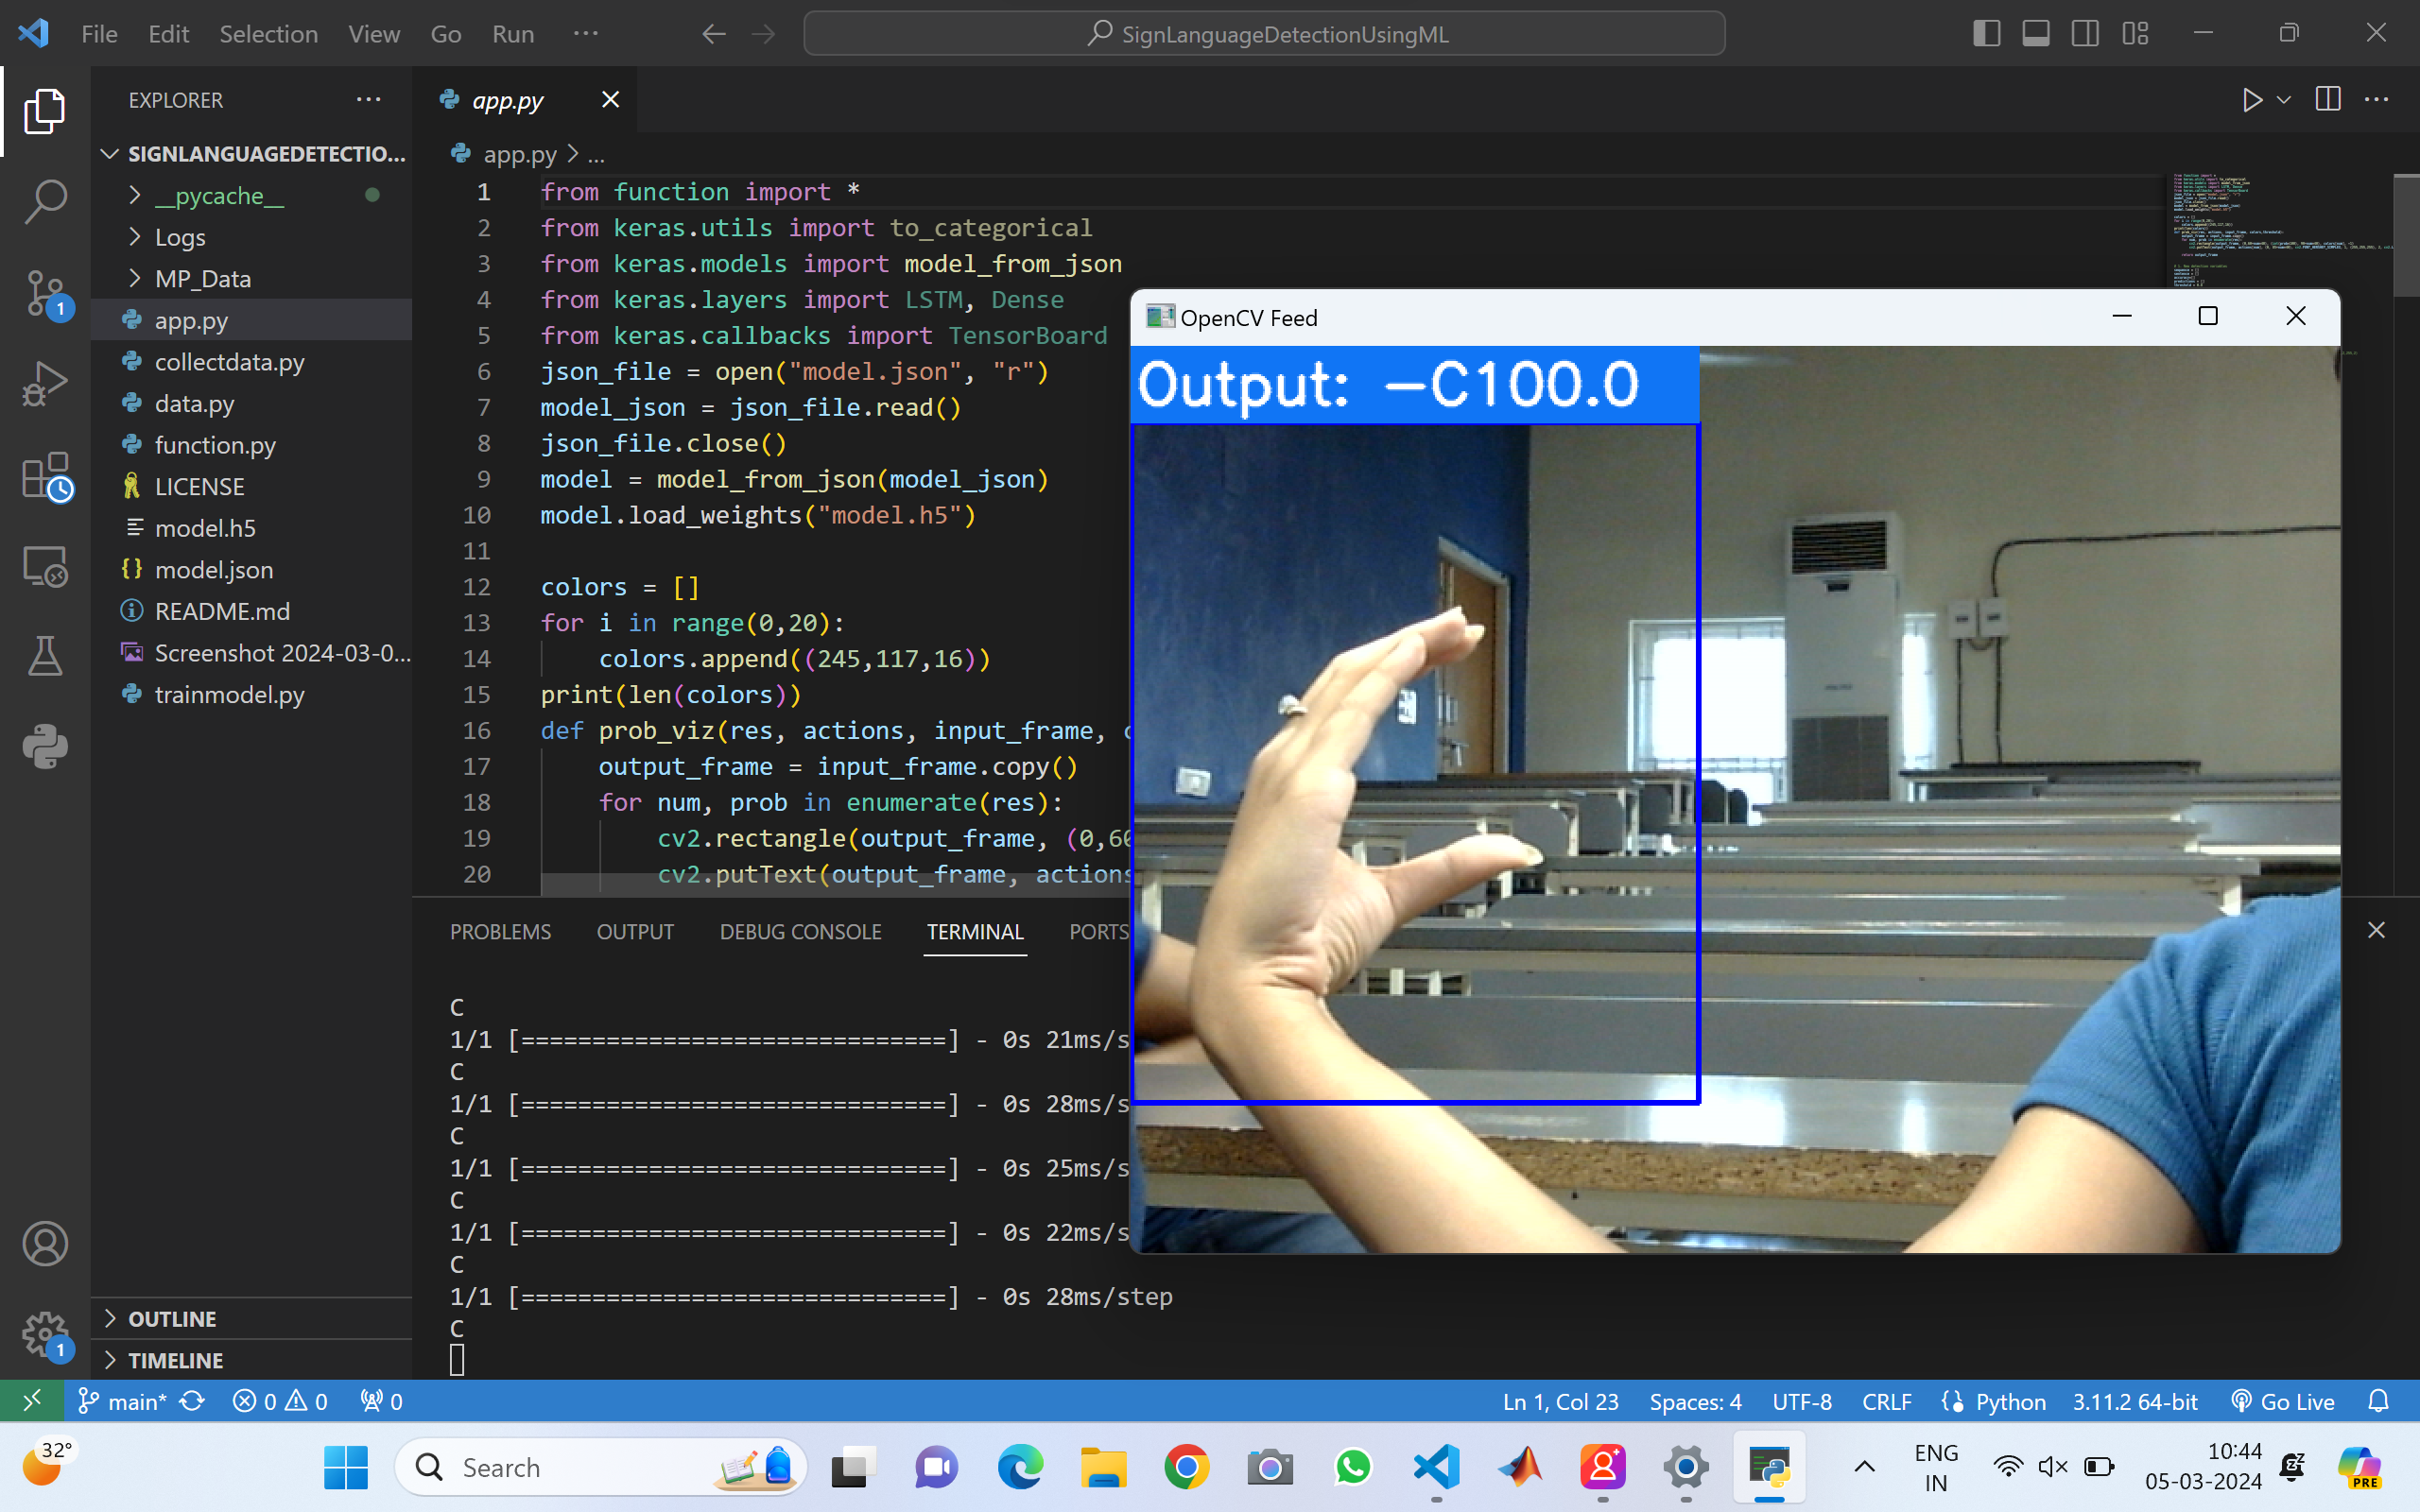 File Edit Selection View Go Run ···
SignLanguageDetectionUsingML
EXPLORER
SIGNLANGUAGEDETECTIO...
__pycache__
Logs
MP_Data
app.py
collectdata.py
data.py
function.py
LICENSE
model.h5
model.json
README.md
Screenshot 2024-03-0...
trainmodel.py
OUTLINE
TIMELINE
app.py
app.py > ...
1 from function import *
2 from keras.utils import to_categorical
3 from keras.models import model_from_json
4 from keras.layers import LSTM, Dense
5 from keras.callbacks import TensorBoard
6 json_file = open("model.json", "r")
7 model_json = json_file.read()
8 json_file.close()
9 model = model_from_json(model_json)
10 model.load_weights("model.h5")
11
12 colors = []
13 for i in range(0,20):
14 colors.append((245,117,16))
15 print(len(colors))
16 def prob_viz(res, actions, input_frame, c
17 output_frame = input_frame.copy()
18 for num, prob in enumerate(res):
19 cv2.rectangle(output_frame, (0,60
20 cv2.putText(output_frame, actions
OpenCV Feed
Output: -C100.0
PROBLEMS OUTPUT DEBUG CONSOLE TERMINAL PORTS
C
1/1 [==============================] - 0s 21ms/s
C
1/1 [==============================] - 0s 28ms/s
C
1/1 [==============================] - 0s 25ms/s
C
1/1 [==============================] - 0s 22ms/s
C
1/1 [==============================] - 0s 28ms/step
C
1
1
main* 0 0 0
Ln 1, Col 23 Spaces: 4 UTF-8 CRLF {} Python 3.11.2 64-bit Go Live
32°
Search
ENG
IN
10:44
05-03-2024
PRE